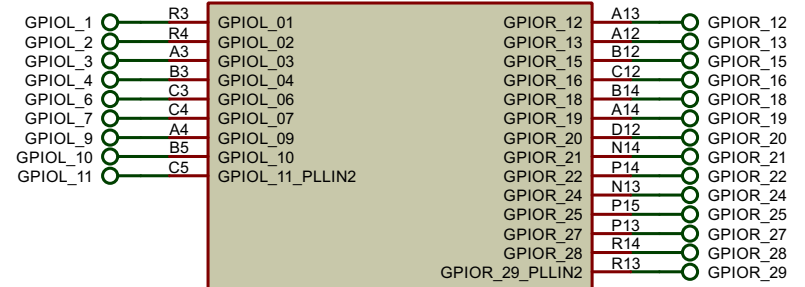 GPIOL_1 R3 GPIOL_01 GPIOR_12 A13 GPIOR_12
GPIOL_2 R4 GPIOL_02 GPIOR_13 A12 GPIOR_13
GPIOL_3 A3 GPIOL_03 GPIOR_15 B12 GPIOR_15
GPIOL_4 B3 GPIOL_04 GPIOR_16 C12 GPIOR_16
GPIOL_6 C3 GPIOL_06 GPIOR_18 B14 GPIOR_18
GPIOL_7 C4 GPIOL_07 GPIOR_19 A14 GPIOR_19
GPIOL_9 A4 GPIOL_09 GPIOR_20 D12 GPIOR_20
GPIOL_10 B5 GPIOL_10 GPIOR_21 N14 GPIOR_21
GPIOL_11 C5 GPIOL_11_PLLIN2 GPIOR_22 P14 GPIOR_22
GPIOR_24 N13 GPIOR_24
GPIOR_25 P15 GPIOR_25
GPIOR_27 P13 GPIOR_27
GPIOR_28 R14 GPIOR_28
GPIOR_29_PLLIN2 R13 GPIOR_29